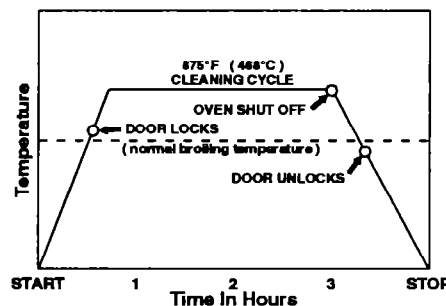 875°F (468°C)
CLEANING CYCLE
OVEN SHUT OFF
DOOR LOCKS
(normal broiling temperature)
DOOR UNLOCKS
Temperature
START 1 2 3 STOP
Time In Hours